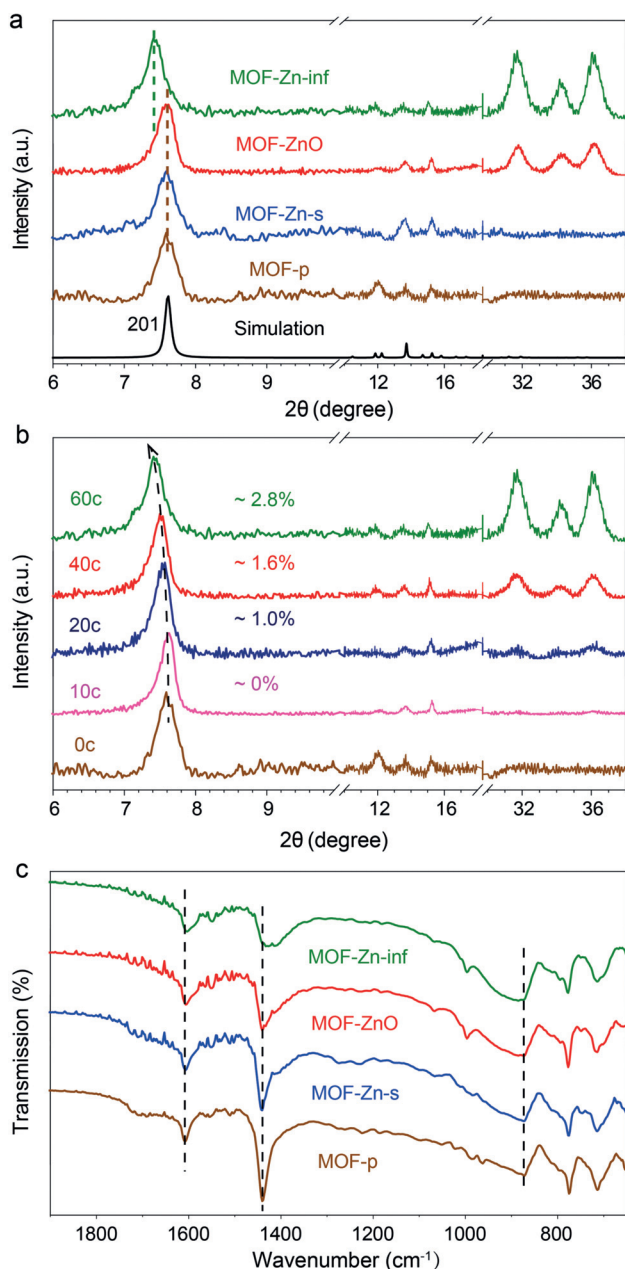 a
MOF-Zn-inf
MOF-ZnO
MOF-Zn-s
MOF-p
201
Simulation
Intensity (a.u.)
6 7 8 9 12 16 32 36
2θ (degree)
b
60c ~ 2.8%
40c ~ 1.6%
20c ~ 1.0%
10c ~ 0%
0c
Intensity (a.u.)
6 7 8 9 12 16 32 36
2θ (degree)
c
MOF-Zn-inf
MOF-ZnO
MOF-Zn-s
MOF-p
Transmission (%)
1800 1600 1400 1200 1000 800
Wavenumber (cm⁻¹)